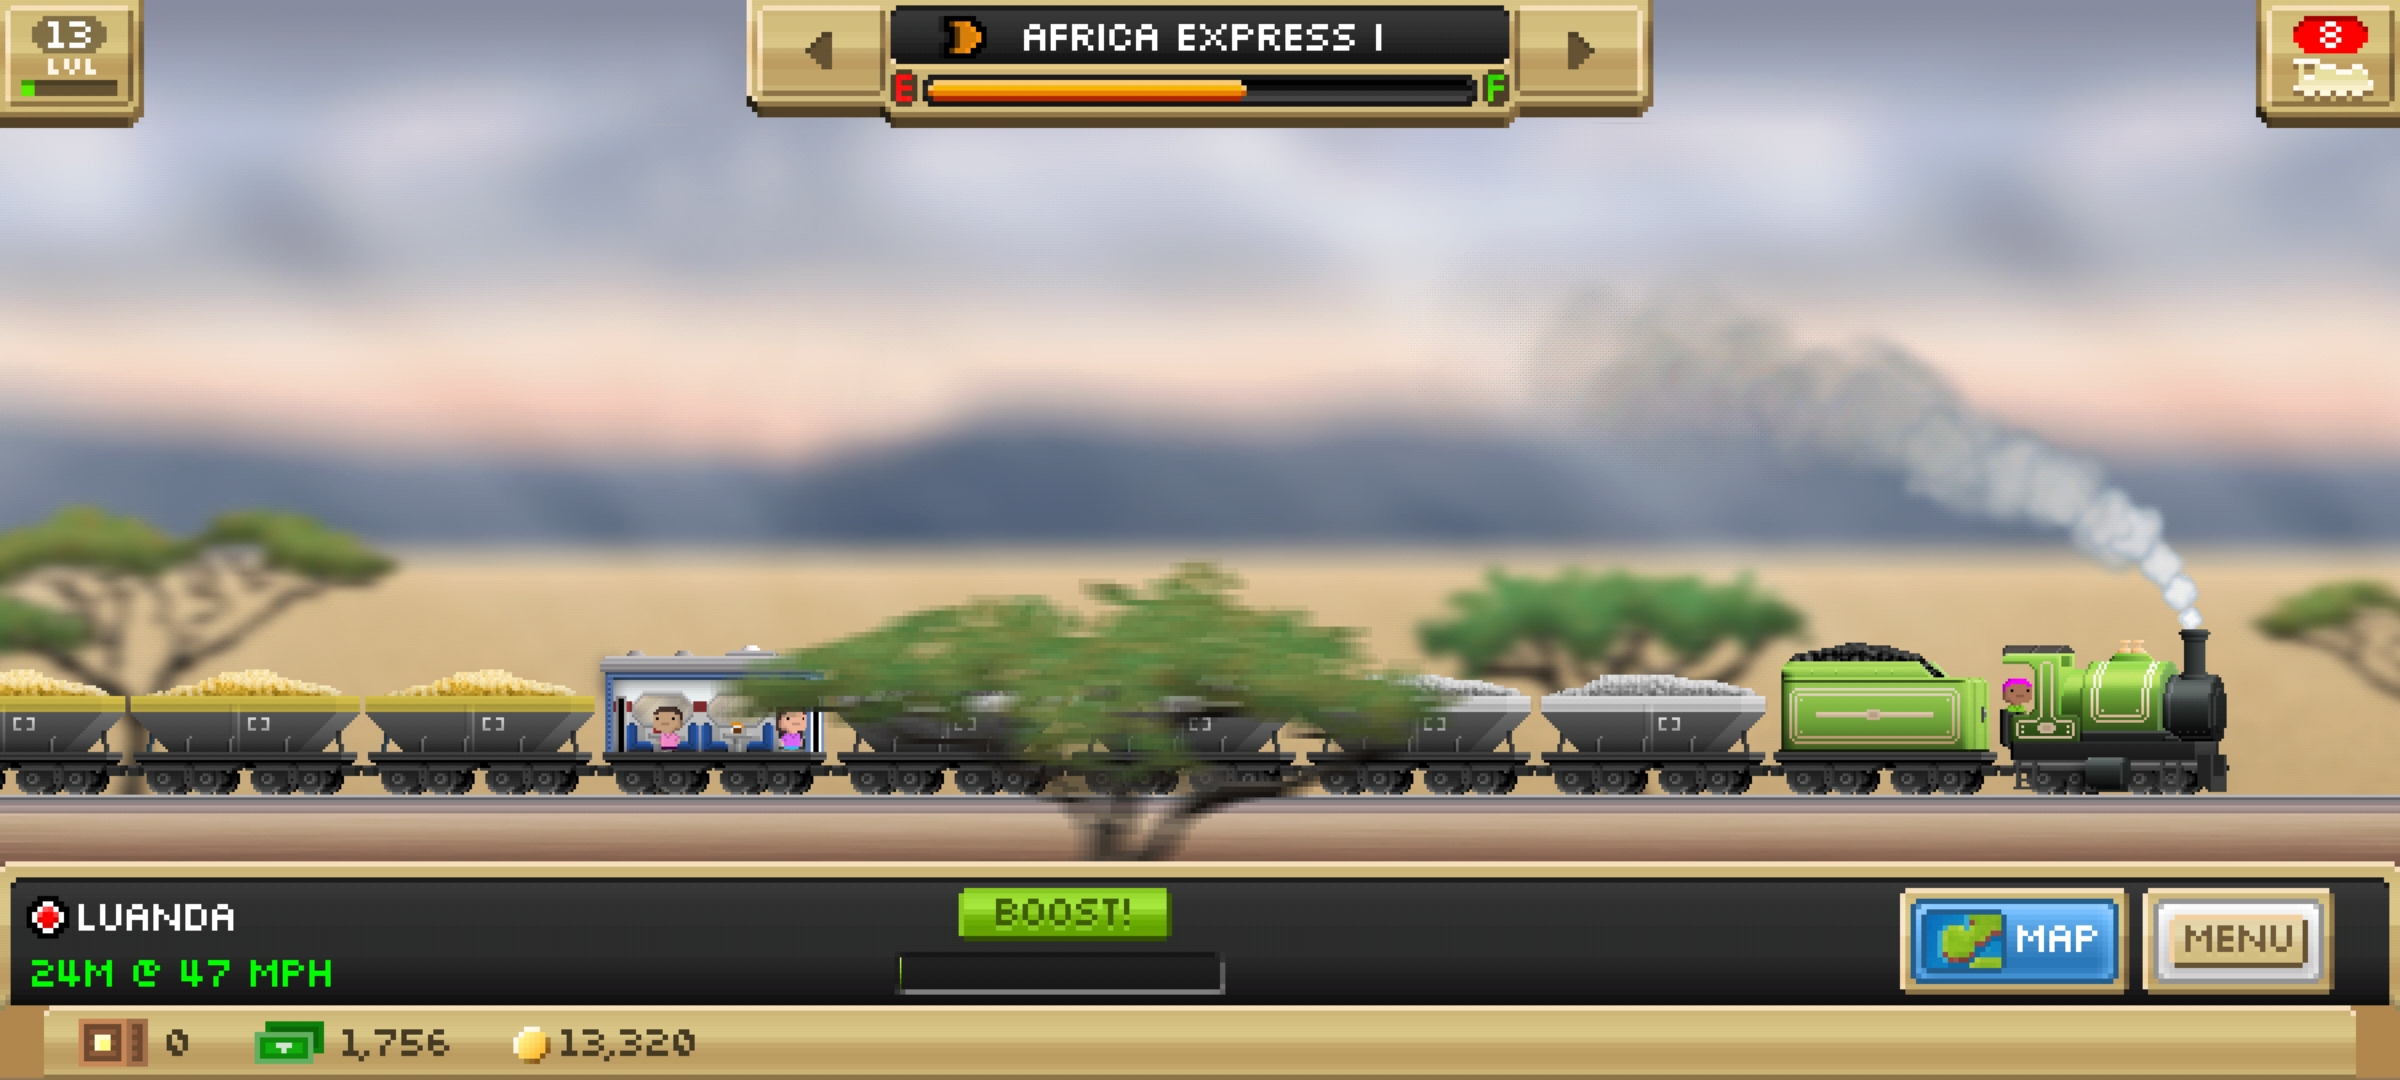 13
LVL
AFRICA EXPRESS I
E
F
8
LUANDA
24M @ 47 MPH
BOOST!
MAP
MENU
0
1,756
13,320